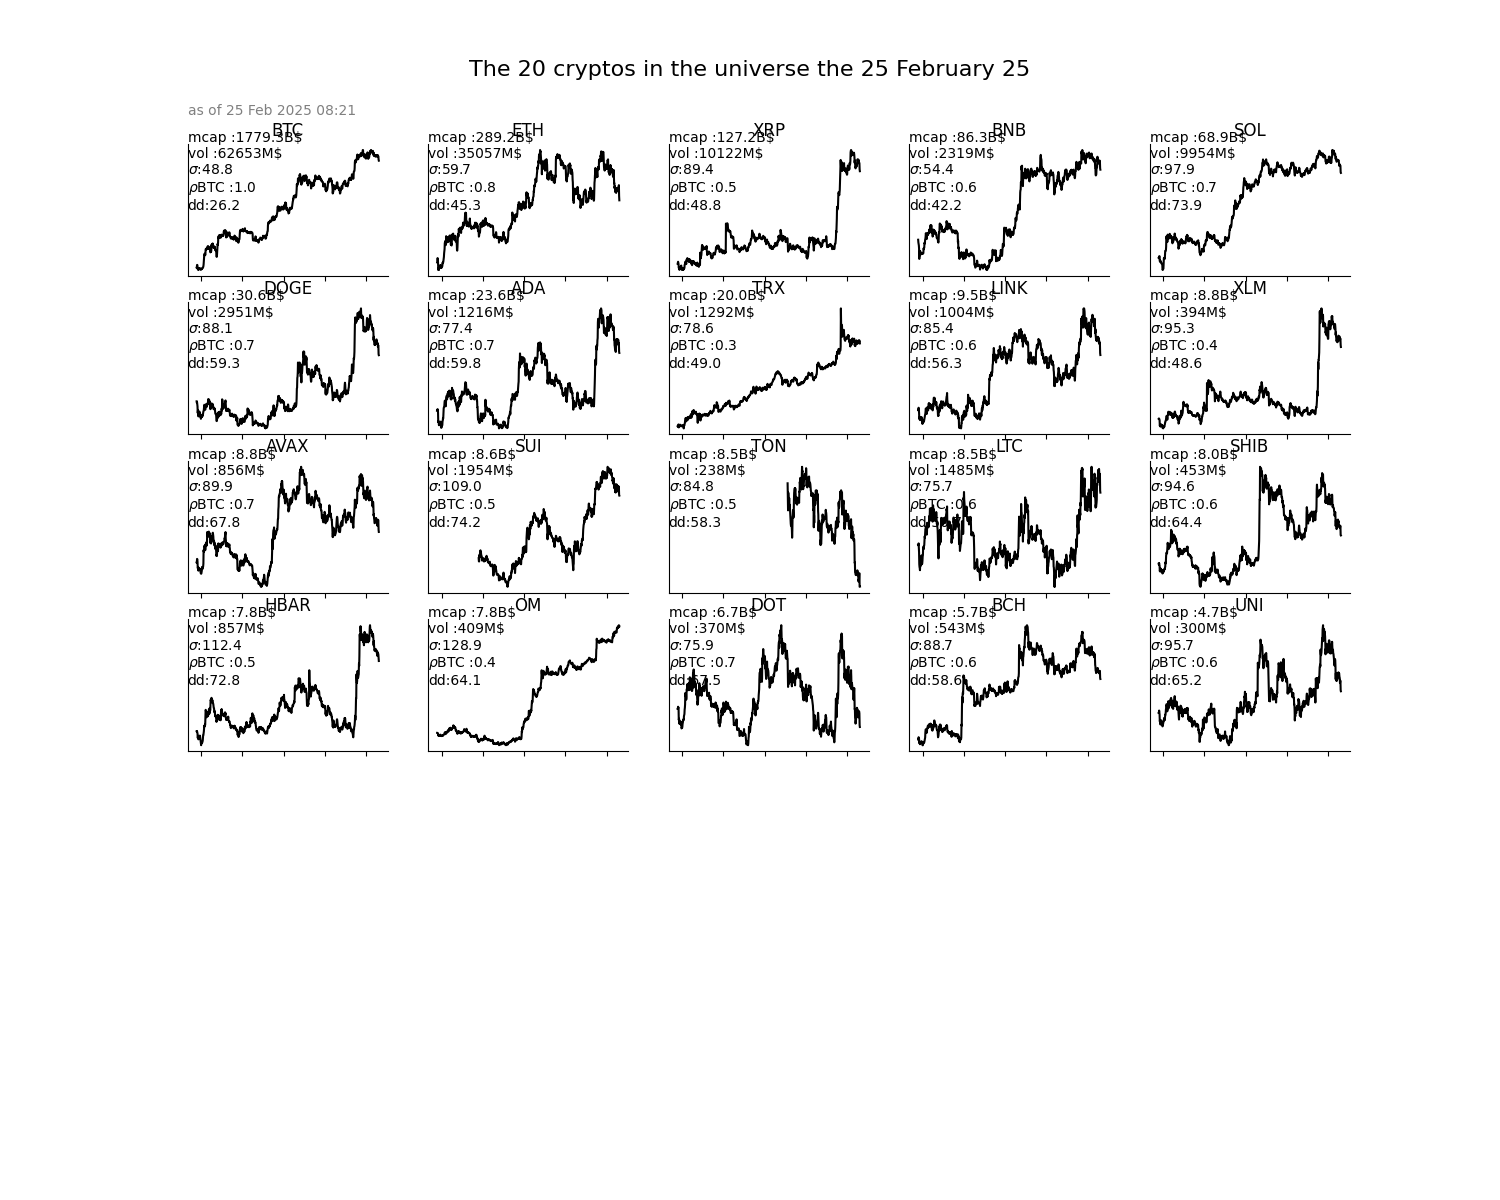 The 20 cryptos in the universe the 25 February 25
as of 25 Feb 2025 08:21
BTC
mcap :1779.3B$
vol :62653M$
σ:48.8
ρBTC :1.0
dd:26.2
ETH
mcap :289.2B$
vol :35057M$
σ:59.7
ρBTC :0.8
dd:45.3
XRP
mcap :127.2B$
vol :10122M$
σ:89.4
ρBTC :0.5
dd:48.8
BNB
mcap :86.3B$
vol :2319M$
σ:54.4
ρBTC :0.6
dd:42.2
SOL
mcap :68.9B$
vol :9954M$
σ:97.9
ρBTC :0.7
dd:73.9
DOGE
mcap :30.6B$
vol :2951M$
σ:88.1
ρBTC :0.7
dd:59.3
ADA
mcap :23.6B$
vol :1216M$
σ:77.4
ρBTC :0.7
dd:59.8
TRX
mcap :20.0B$
vol :1292M$
σ:78.6
ρBTC :0.3
dd:49.0
LINK
mcap :9.5B$
vol :1004M$
σ:85.4
ρBTC :0.6
dd:56.3
XLM
mcap :8.8B$
vol :394M$
σ:95.3
ρBTC :0.4
dd:48.6
AVAX
mcap :8.8B$
vol :856M$
σ:89.9
ρBTC :0.7
dd:67.8
SUI
mcap :8.6B$
vol :1954M$
σ:109.0
ρBTC :0.5
dd:74.2
TON
mcap :8.5B$
vol :238M$
σ:84.8
ρBTC :0.5
dd:58.3
LTC
mcap :8.5B$
vol :1485M$
σ:75.7
ρBTC :0.6
SHIB
mcap :8.0B$
vol :453M$
σ:94.6
ρBTC :0.6
dd:64.4
HBAR
mcap :7.8B$
vol :857M$
σ:112.4
ρBTC :0.5
dd:72.8
OM
mcap :7.8B$
vol :409M$
σ:128.9
ρBTC :0.4
dd:64.1
DOT
mcap :6.7B$
vol :370M$
σ:75.9
ρBTC :0.7
dd:67.5
BCH
mcap :5.7B$
vol :543M$
σ:88.7
ρBTC :0.6
dd:58.6
UNI
mcap :4.7B$
vol :300M$
σ:95.7
ρBTC :0.6
dd:65.2